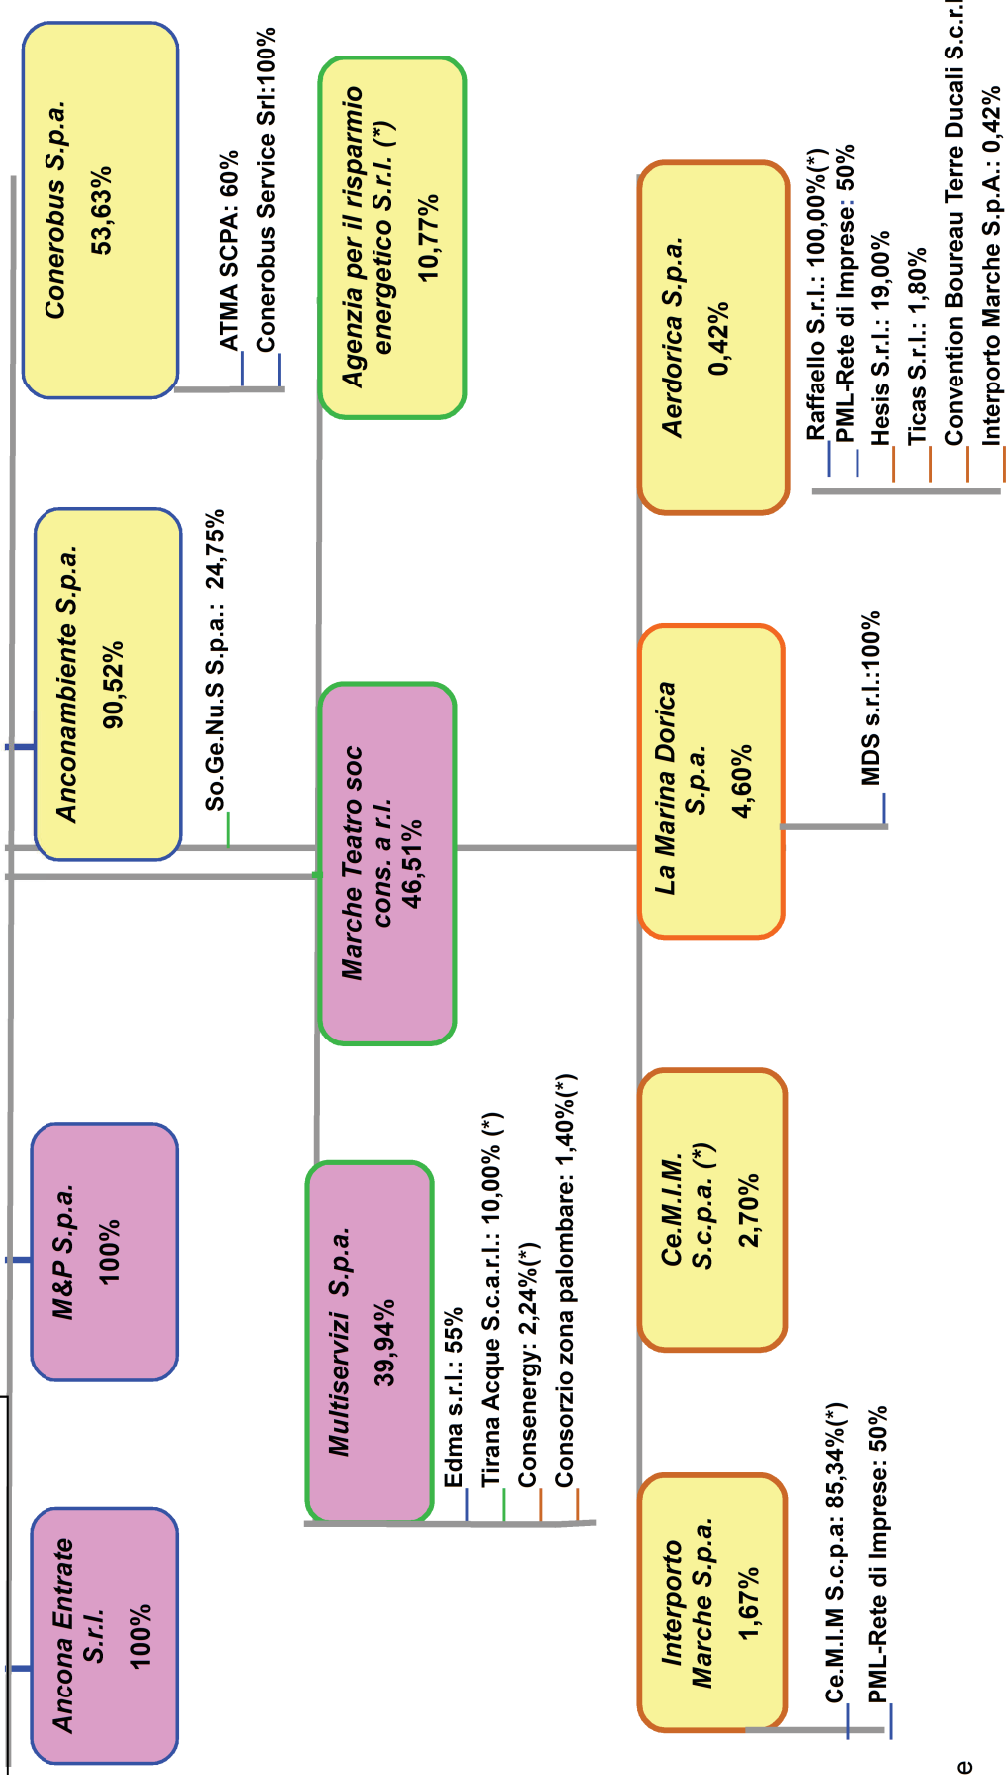 Ancona Entrate
S.r.l.
100%
M&P S.p.a.
100%
Anconambiente S.p.a.
90,52%
So.Ge.Nu.S S.p.a.: 24,75%
Conerobus S.p.a.
53,63%
ATMA SCPA: 60%
Conerobus Service Srl:100%
Multiservizi S.p.a.
39,94%
Edma s.r.l.: 55%
Tirana Acque S.c.a.r.l.: 10,00% (*)
Consenergy: 2,24%(*)
Consorzio zona palombare: 1,40%(*)
Marche Teatro soc
cons. a r.l.
46,51%
Agenzia per il risparmio
energetico S.r.l. (*)
10,77%
Interporto
Marche S.p.a.
1,67%
Ce.M.I.M S.c.p.a: 85,34%(*)
PML-Rete di Imprese: 50%
Ce.M.I.M.
S.c.p.a. (*)
2,70%
La Marina Dorica
S.p.a.
4,60%
MDS s.r.l.:100%
Aerdorica S.p.a.
0,42%
Raffaello S.r.l.: 100,00%(*)
PML-Rete di Imprese: 50%
Hesis S.r.l.: 19,00%
Ticas S.r.l.: 1,80%
Convention Boureau Terre Ducali S.c.r.l
Interporto Marche S.p.A.: 0,42%
e